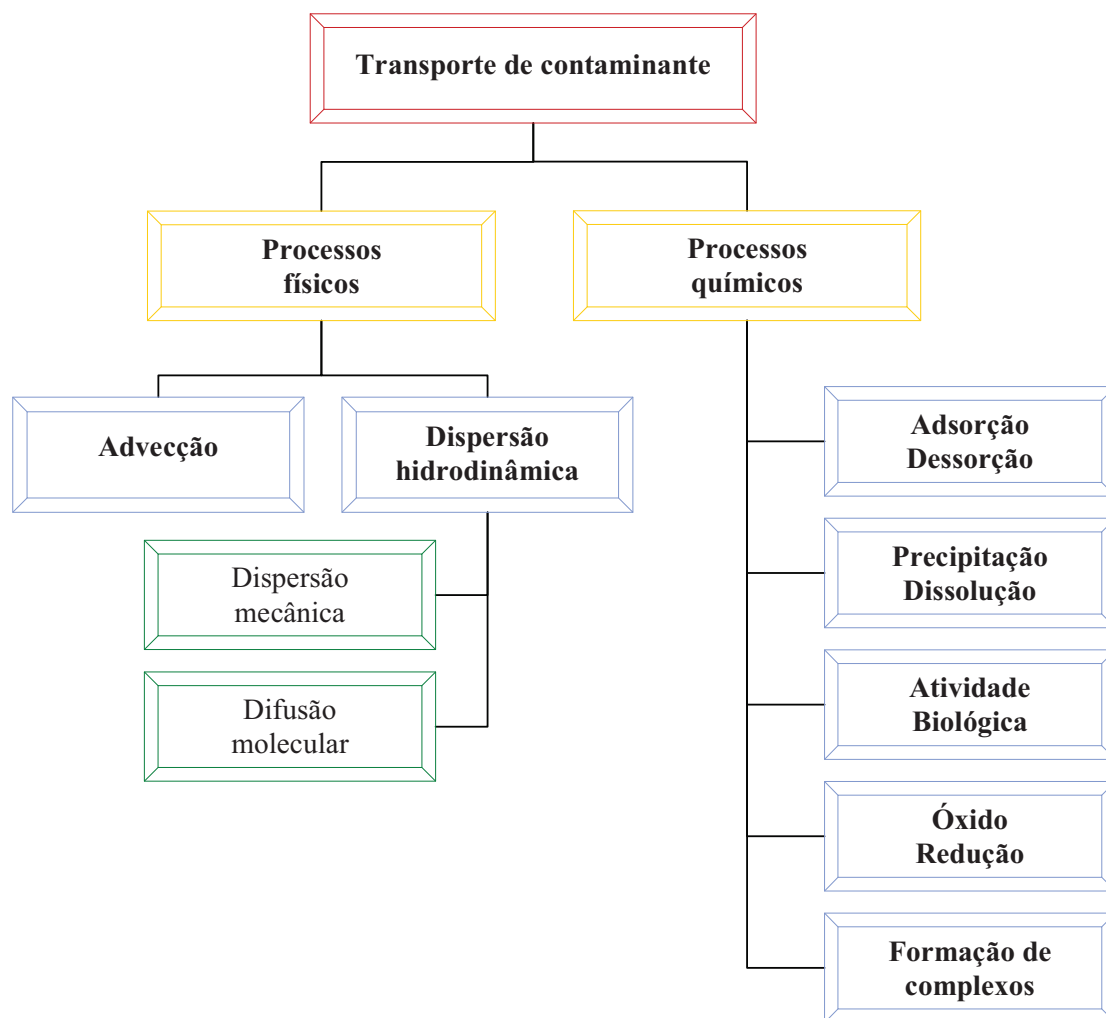 Transporte de contaminante
Processos
físicos
Processos
químicos
Advecção
Dispersão
hidrodinâmica
Dispersão
mecânica
Difusão
molecular
Adsorção
Dessorção
Precipitação
Dissolução
Atividade
Biológica
Óxido
Redução
Formação de
complexos